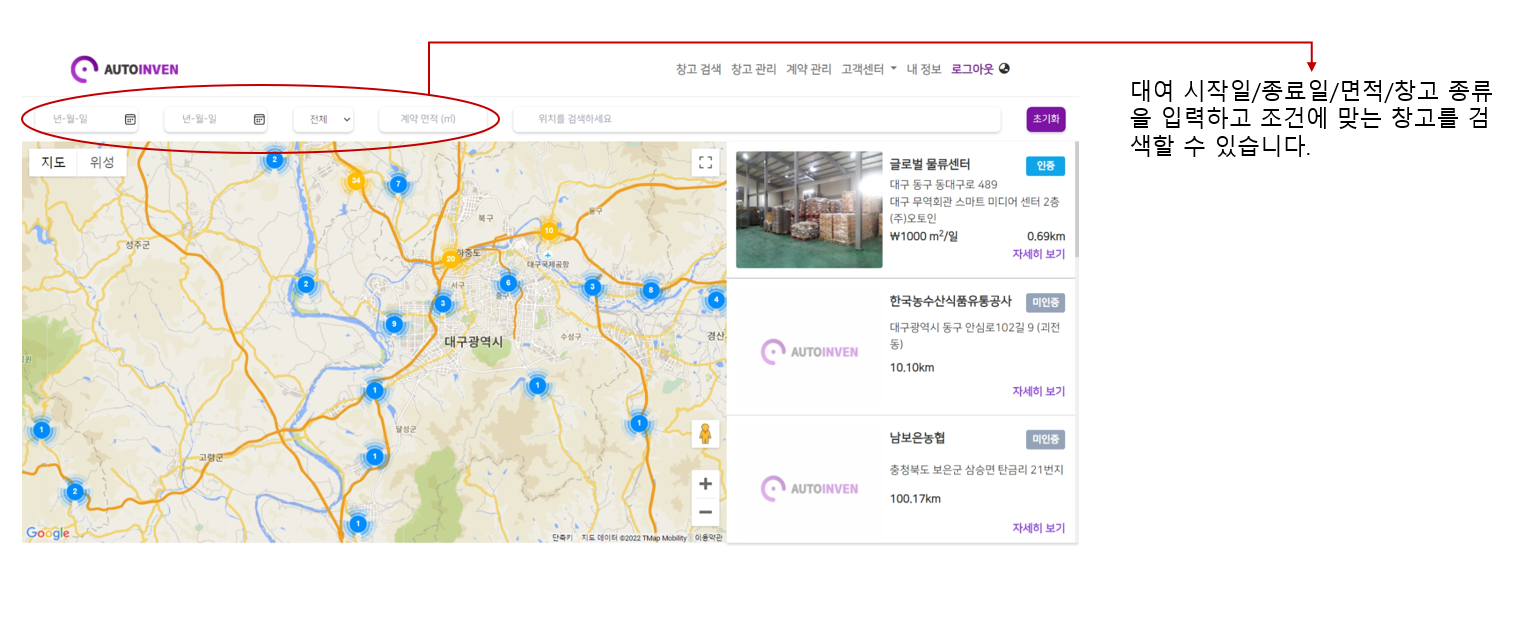 AUTOINVEN
창고 검색 창고 관리 계약 관리 고객센터 내 정보 로그아웃
년-월-일
년-월-일
전체
계약 면적 (㎡)
위치를 검색하세요
초기화
대여 시작일/종료일/면적/창고 종류
을 입력하고 조건에 맞는 창고를 검
색할 수 있습니다.
지도 위성
2
34
7
북구
동구
10
성주군
하중도
20
대구국제공항
2
서구
6
중구
3
3
8
4
9
대구광역시
수성구
경산
1
1
1
1
달성군
고령군
1
2
1
Google
단축키 지도 데이터 ©2022 TMap Mobility 이용약관
글로벌 물류센터
인증
대구 동구 동대구로 489
대구 무역회관 스마트 미디어 센터 2층
(주)오토인
₩1000 m²/일 0.69km
자세히 보기
한국농수산식품유통공사
미인증
대구광역시 동구 안심로102길 9 (괴전
동)
AUTOINVEN
10.10km
자세히 보기
남보은농협
미인증
충청북도 보은군 삼승면 탄금리 21번지
AUTOINVEN
100.17km
자세히 보기